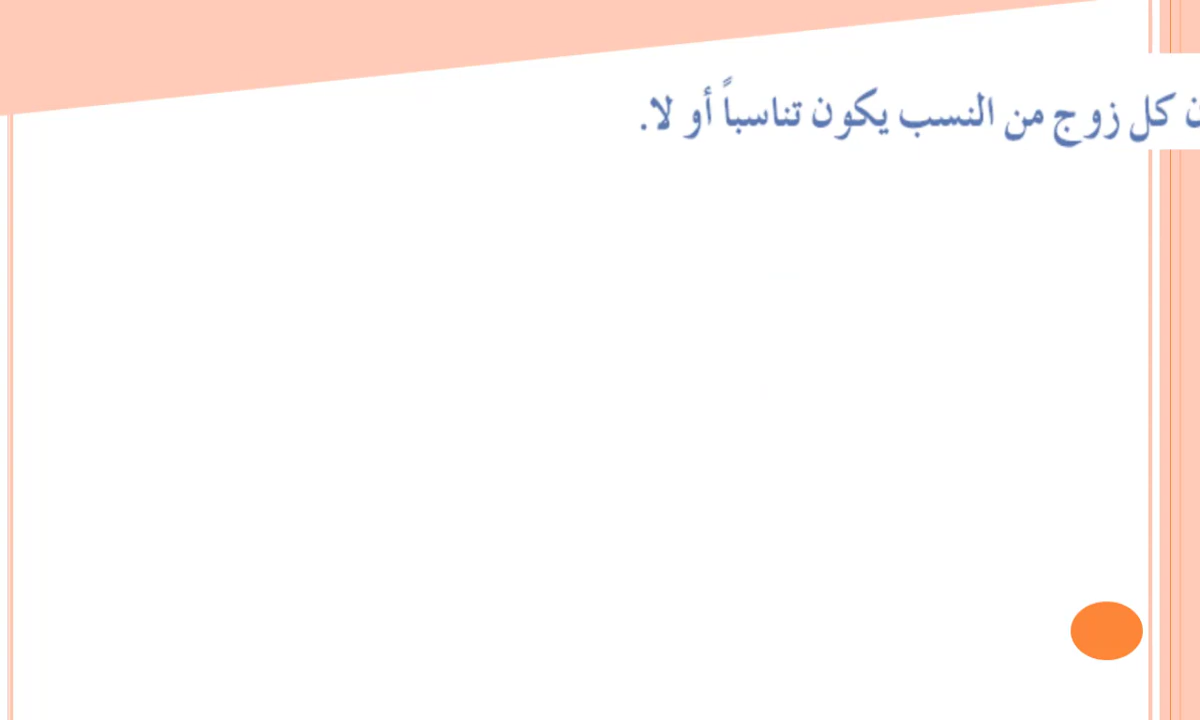 كل زوج من النسب يكون تناسباً أو لا.